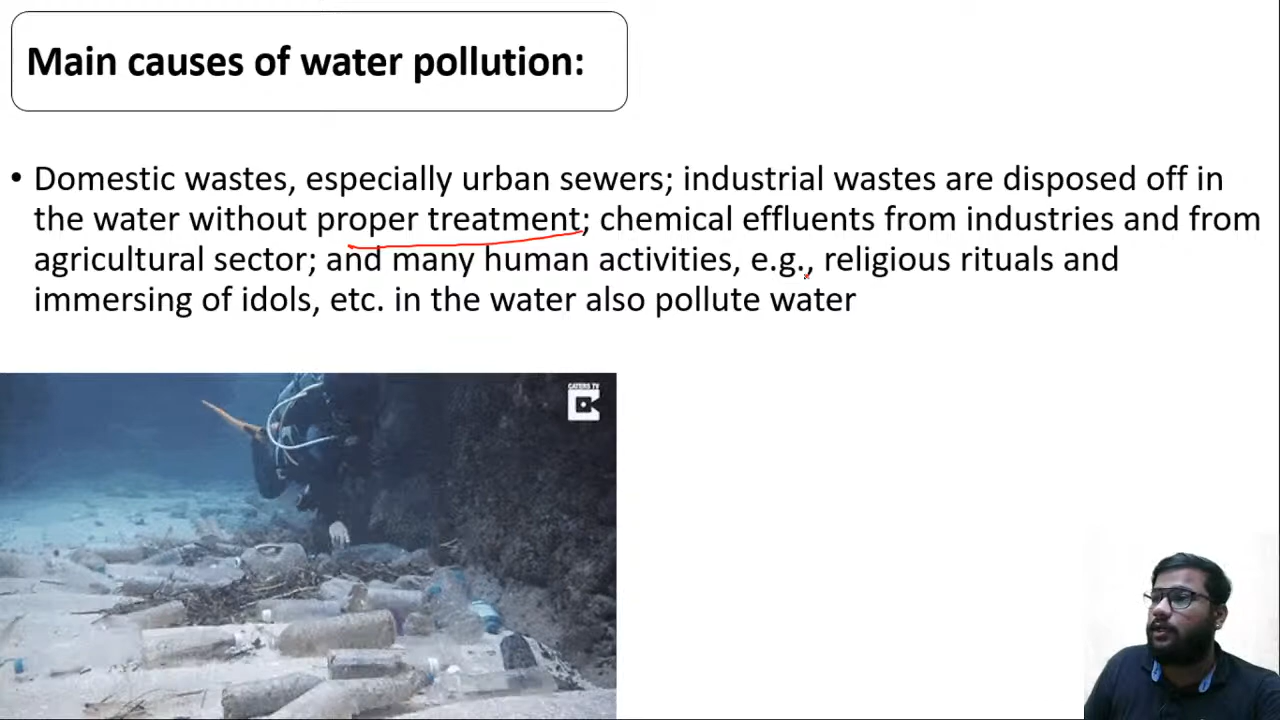 Main causes of water pollution:
• Domestic wastes, especially urban sewers; industrial wastes are disposed off in
the water without proper treatment; chemical effluents from industries and from
agricultural sector; and many human activities, e.g., religious rituals and
immersing of idols, etc. in the water also pollute water
CATERS TV